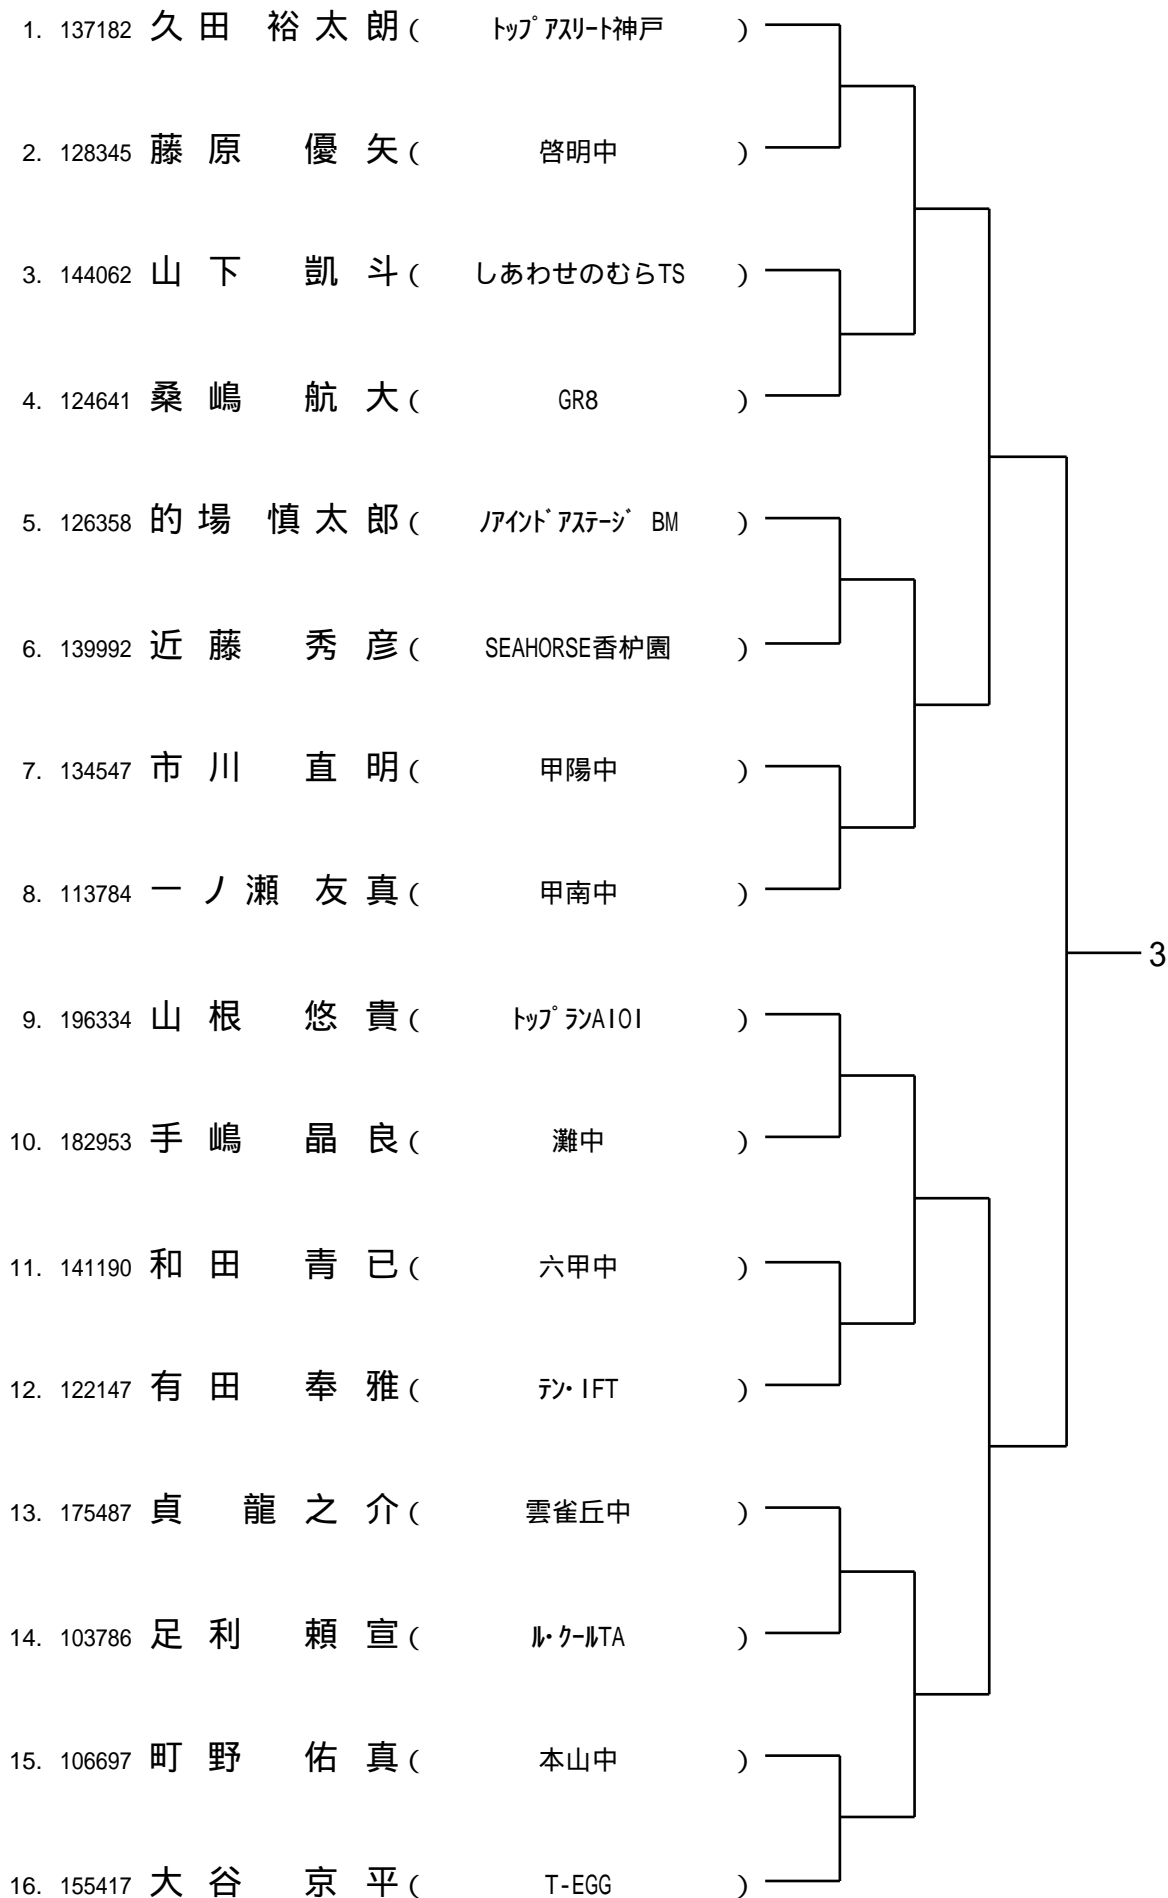 1. 137182 久田 裕太朗 ( ﾄｯﾌﾟｱｽﾘｰﾄ神戸 )
2. 128345 藤原 優矢 ( 啓明中 )
3. 144062 山下 凱斗 ( しあわせのむらTS )
4. 124641 桑嶋 航大 ( GR8 )
5. 126358 的場 慎太郎 ( ﾉｱｲﾝﾄﾞｱｽﾃｰｼﾞ BM )
6. 139992 近藤 秀彦 ( SEAHORSE香枦園 )
7. 134547 市川 直明 ( 甲陽中 )
8. 113784 一ノ瀬 友真 ( 甲南中 )
3
9. 196334 山根 悠貴 ( ﾄｯﾌﾟﾗﾝAIOI )
10. 182953 手嶋 晶良 ( 灘中 )
11. 141190 和田 青已 ( 六甲中 )
12. 122147 有田 奉雅 ( ﾃﾝ･IFT )
13. 175487 貞 龍之介 ( 雲雀丘中 )
14. 103786 足利 頼宣 ( ﾙ･ｸｰﾙTA )
15. 106697 町野 佑真 ( 本山中 )
16. 155417 大谷 京平 ( T-EGG )